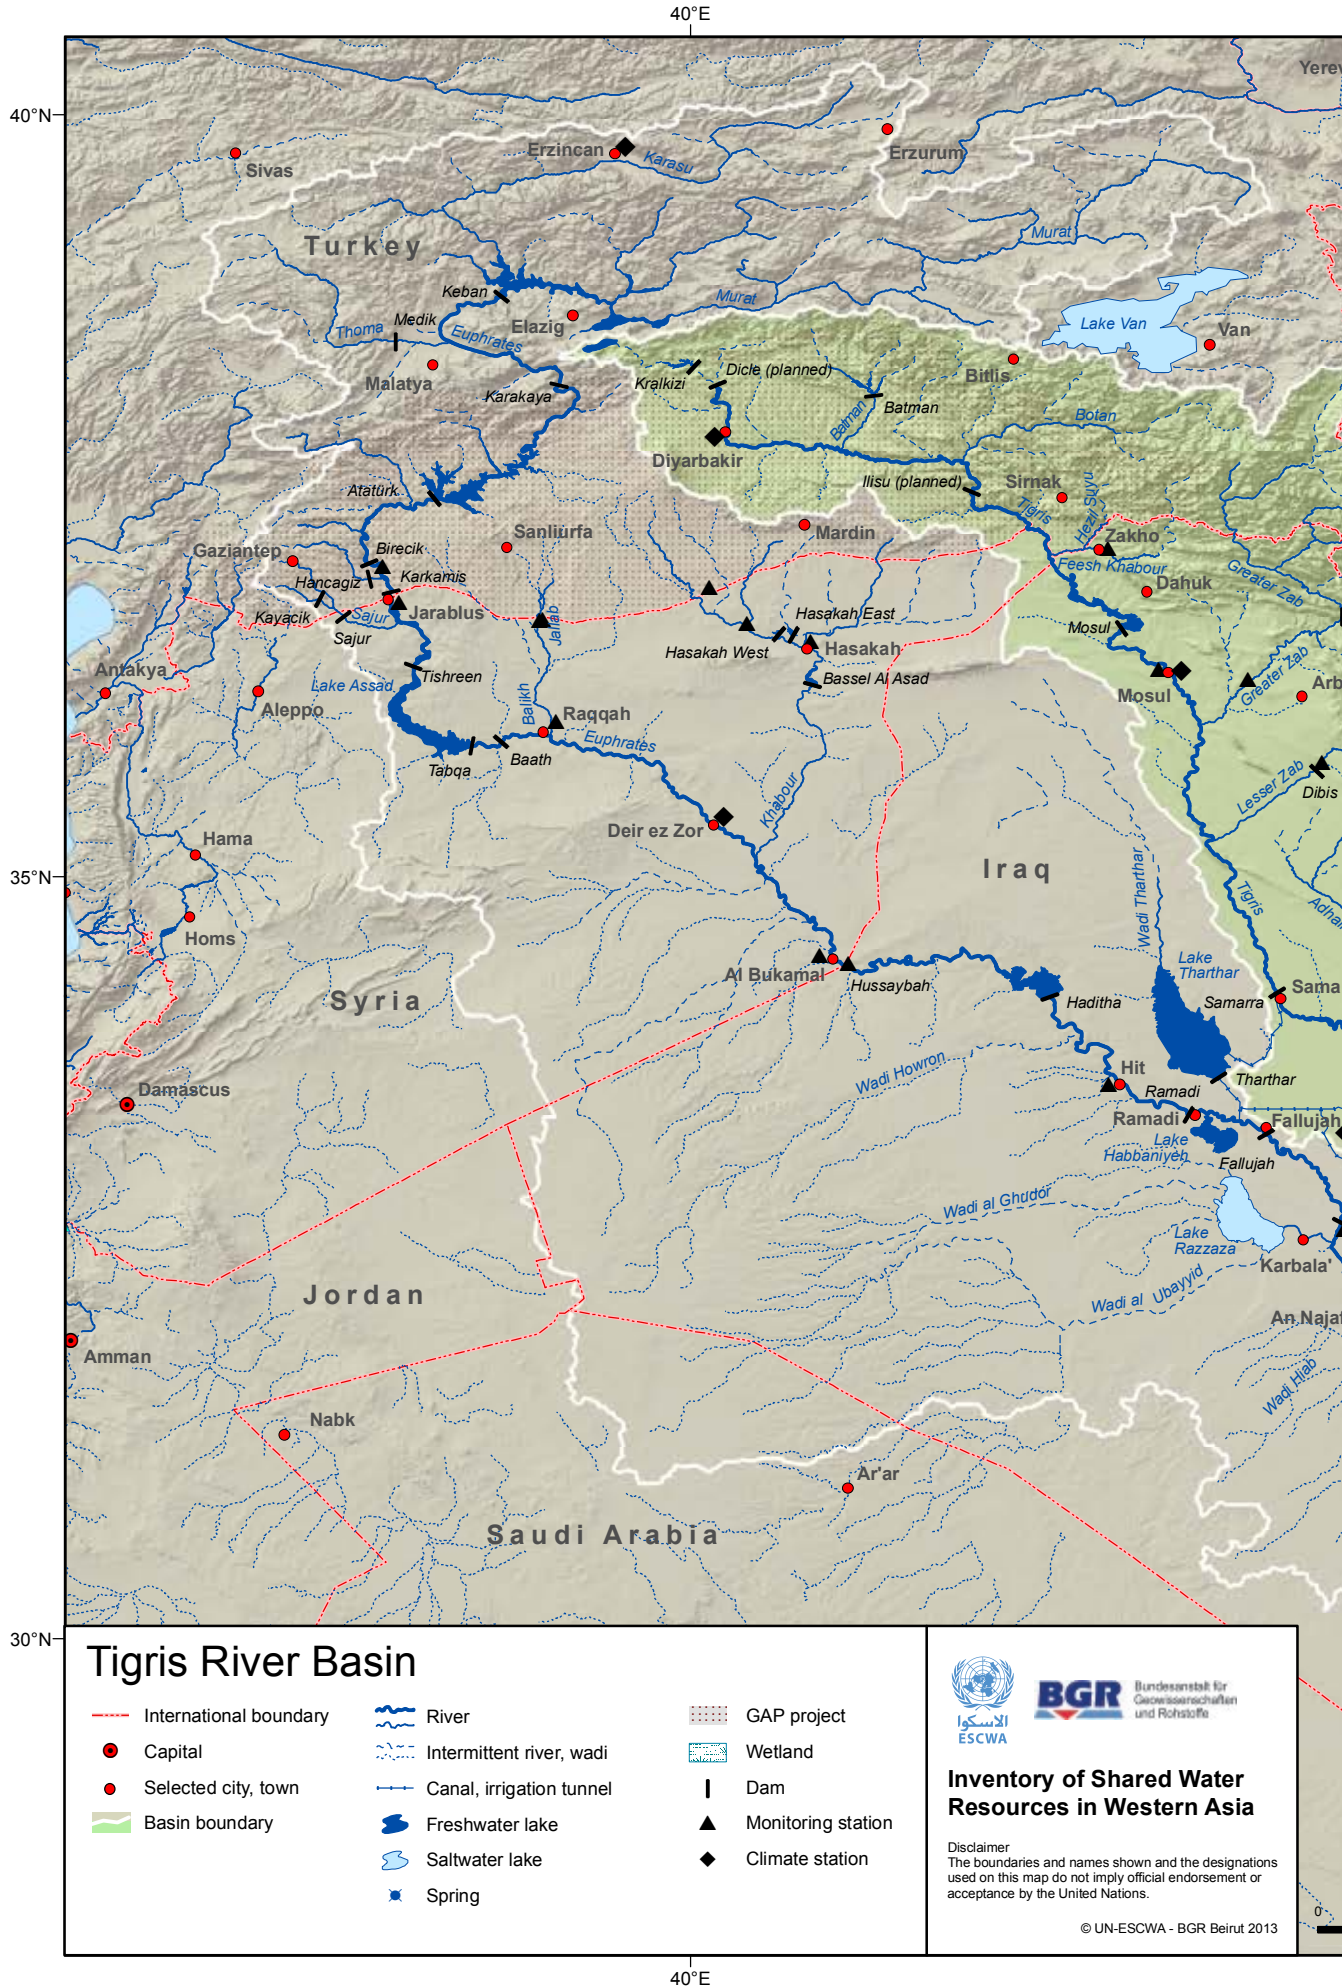 40°E
Yerev
40°N
Erzincan
Karasu
Erzurum
Sivas
Turkey
Murat
Keban
Murat
Medik
Elazig
Thoma
Euphrates
Lake Van
Van
Malatya
Karakaya
Kralkizi
Dicle (planned)
Bitlis
Batman
Batman
Botan
Diyarbakir
Atatürk
Ilisu (planned)
Sirnak
Tigris
Hezil Suyu
Sanliurfa
Mardin
Zakho
Gaziantep
Birecik
Feesh Khabour
Greater Zab
Hancagiz
Karkamis
Dahuk
Kayacik
Sajur
Jarablus
Jallab
Hasakah East
Sajur
Mosul
Hasakah West
Hasakah
Greater Zab
Antakya
Tishreen
Bassel Al Asad
Lake Assad
Mosul
Arb
Aleppo
Balikh
Raqqah
Euphrates
Tabqa
Baath
Lesser Zab
Dibis
Khabour
Deir ez Zor
Hama
Iraq
35°N
Wadi Tharthar
Tigris
Adhai
Homs
Lake
Tharthar
Al Bukamal
Hussaybah
Haditha
Samarra
Sama
Syria
Wadi Howron
Hit
Tharthar
Damascus
Ramadi
Ramadi
Fallujah
Lake
Habbaniyeh
Fallujah
Wadi al Ghudor
Lake
Razzaza
Karbala'
Jordan
Wadi al Ubayyid
An Najaf
Amman
Wadi Hiab
Nabk
Ar'ar
Saudi Arabia
30°N
Tigris River Basin
International boundary
Capital
Selected city, town
Basin boundary
River
Intermittent river, wadi
Canal, irrigation tunnel
Freshwater lake
Saltwater lake
Spring
GAP project
Wetland
Dam
Monitoring station
Climate station
الاسكوا
ESCWA
BGR
Bundesanstalt für
Geowissenschaften
und Rohstoffe
Inventory of Shared Water
Resources in Western Asia
Disclaimer
The boundaries and names shown and the designations
used on this map do not imply official endorsement or
acceptance by the United Nations.
© UN-ESCWA - BGR Beirut 2013
0
40°E